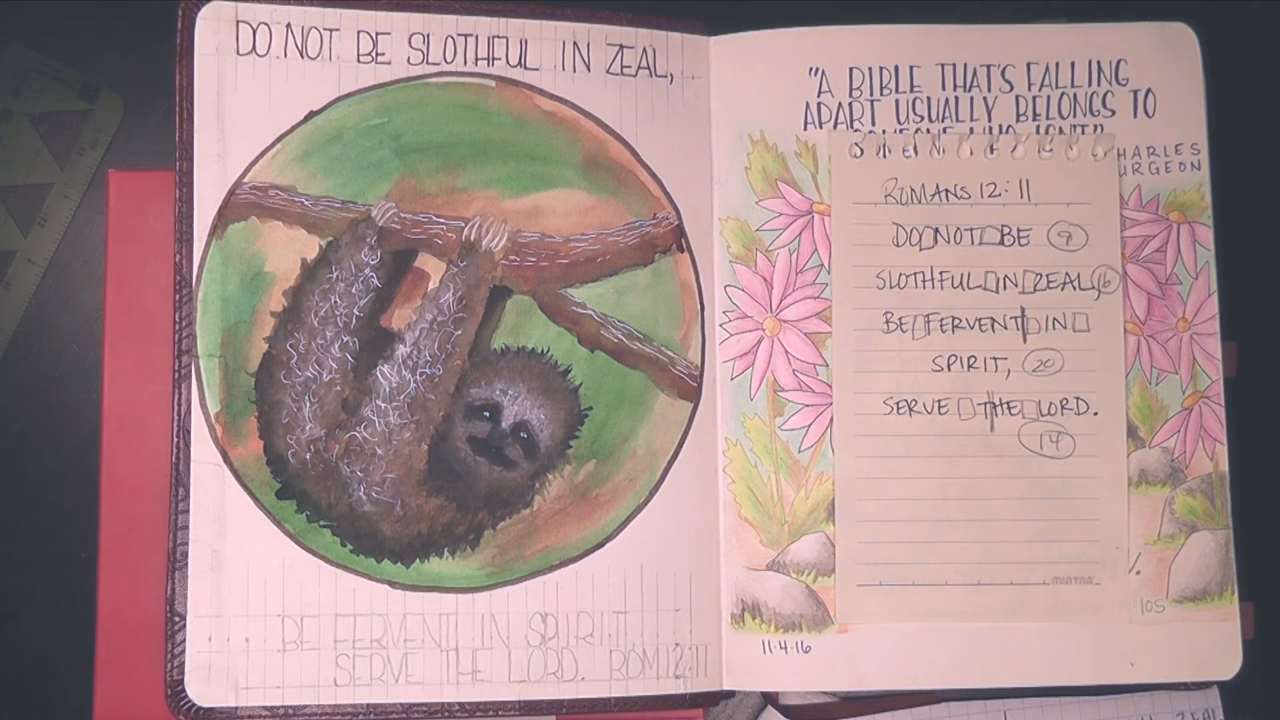 DO NOT BE SLOTHFUL IN ZEAL,
BE FERVENT IN SPIRIT
SERVE THE LORD. ROM.12:11
"A BIBLE THAT'S FALLING
APART USUALLY BELONGS TO
HARLES
URGEON
ROMANS 12:11
DO NOT BE 9
SLOTHFUL IN ZEAL, 16
BE FERVENT IN
SPIRIT, 20
SERVE THE LORD.
14
11·4·16
105